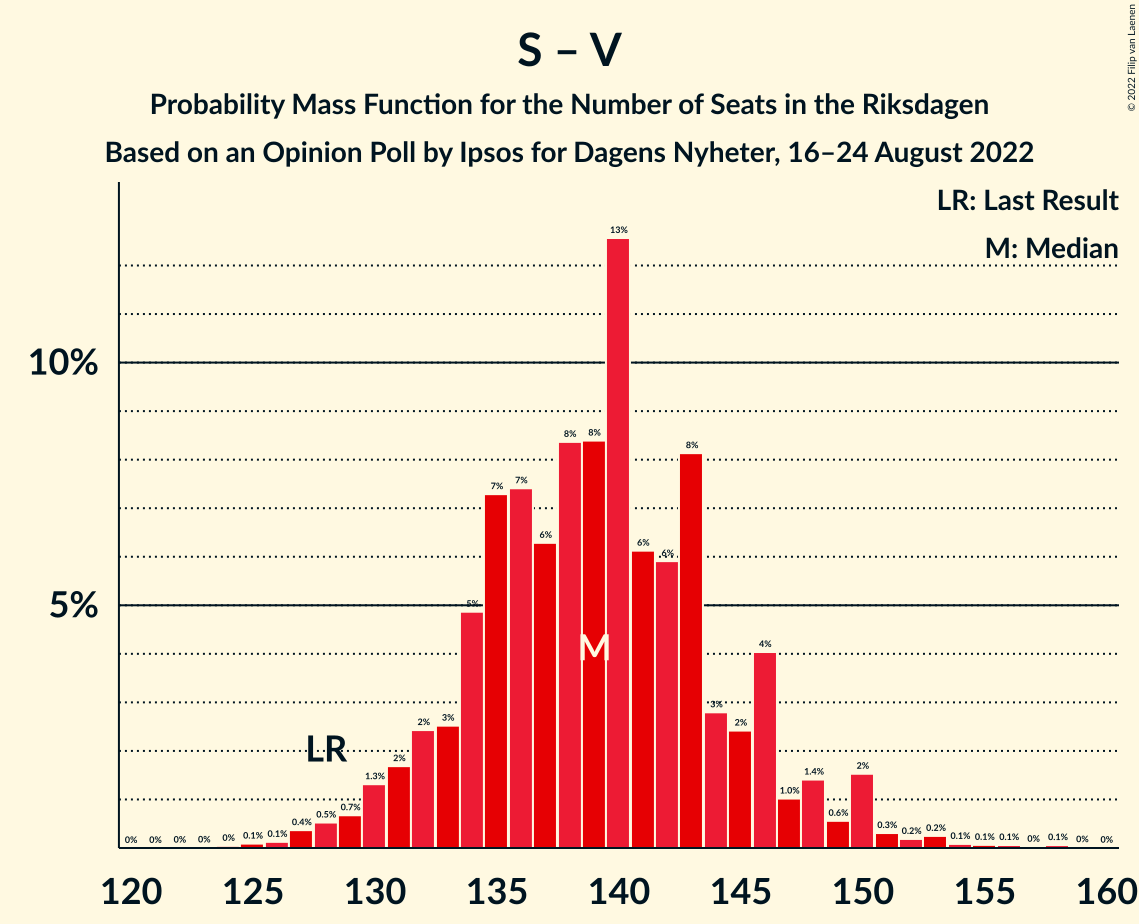 © 2022 Filip van Laenen
S – V
Probability Mass Function for the Number of Seats in the Riksdagen
Based on an Opinion Poll by Ipsos for Dagens Nyheter, 16–24 August 2022
LR: Last Result
M: Median
10%
5%
0% 0% 0% 0% 0% 0.1% 0.1% 0.4% 0.5% 0.7% 1.3% 2% 2% 3% 5% 7% 7% 6% 8% 8% 13% 6% 6% 8% 3% 2% 4% 1.0% 1.4% 0.6% 2% 0.3% 0.2% 0.2% 0.1% 0.1% 0.1% 0% 0.1% 0% 0%
M
LR
120 125 130 135 140 145 150 155 160